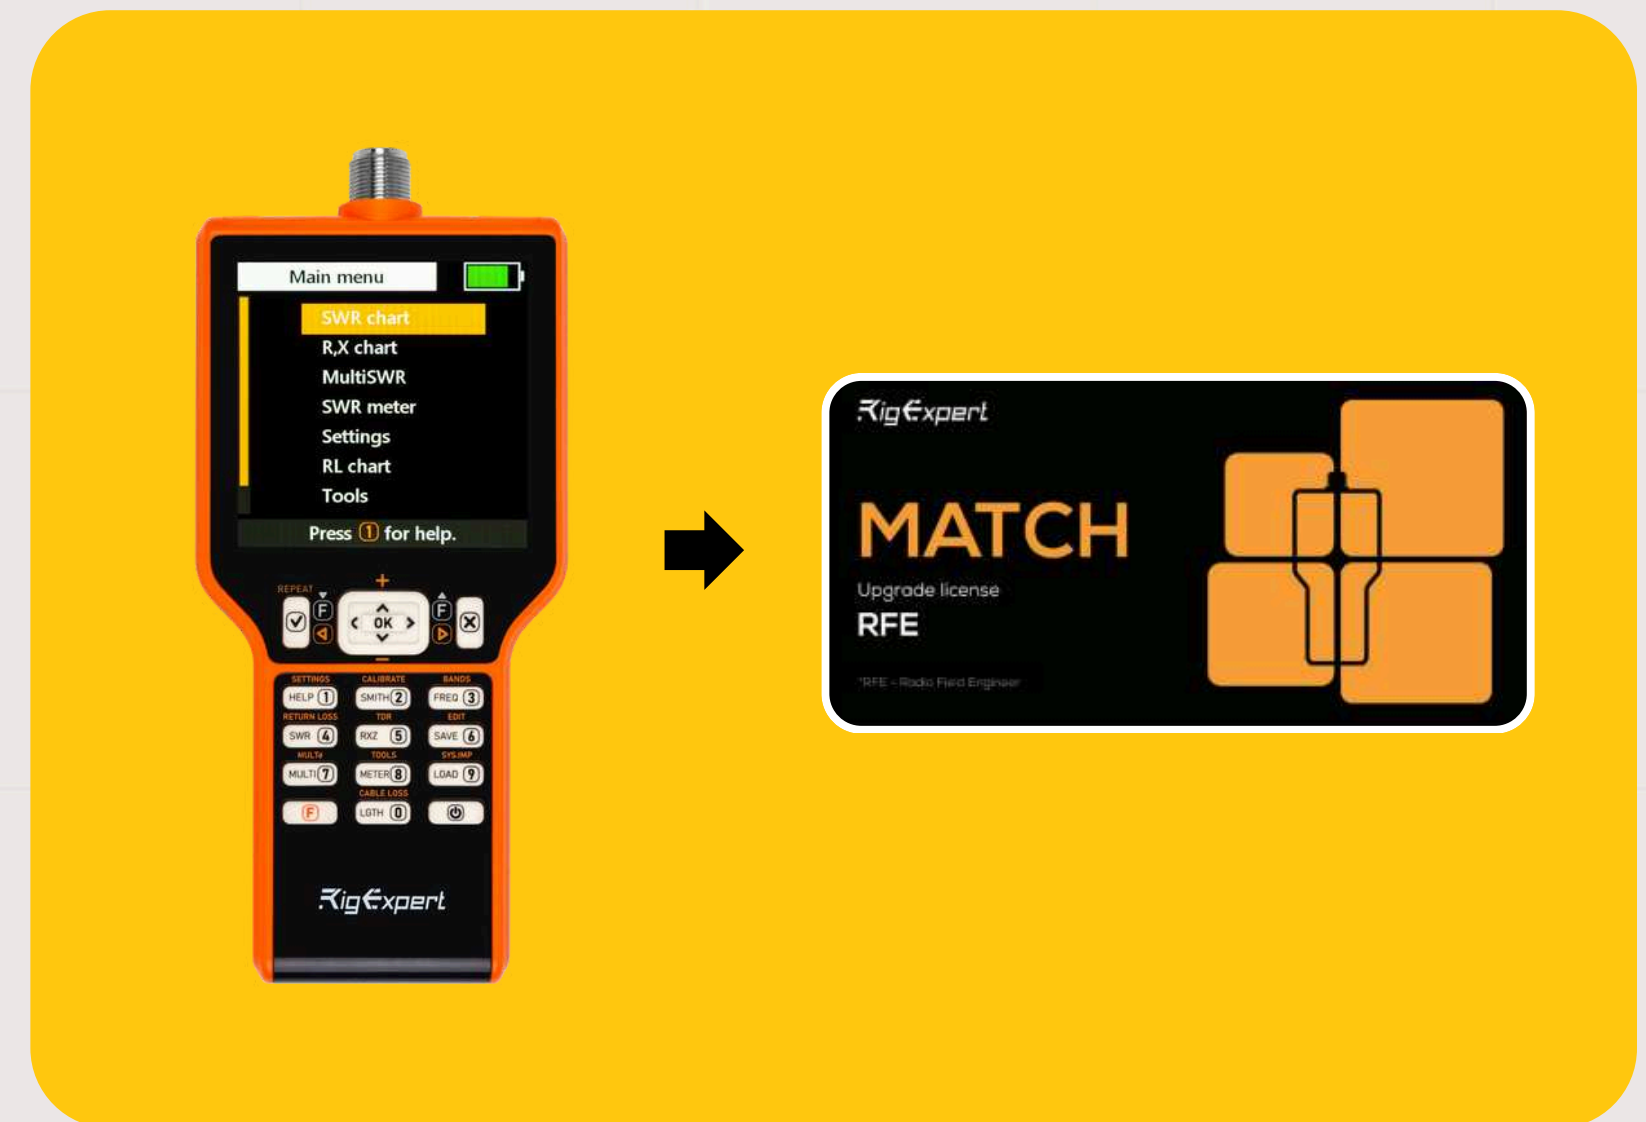 Main menu
SWR chart
R,X chart
MultiSWR
SWR meter
Settings
RL chart
Tools
Press 1 for help.
+
REPEAT
F
F
OK
−
SETTINGS CALIBRATE BANDS
HELP 1 SMITH 2 FREQ 3
RETURN LOSS TDR EDIT
SWR 4 RXZ 5 SAVE 6
TOOLS SYS.IMP
MULTI 7 METER 8 LOAD 9
CABLE LOSS
F LGTH 0
RigExpert
RigExpert
MATCH
Upgrade license
RFE
*RFE - Radio Field Engineer